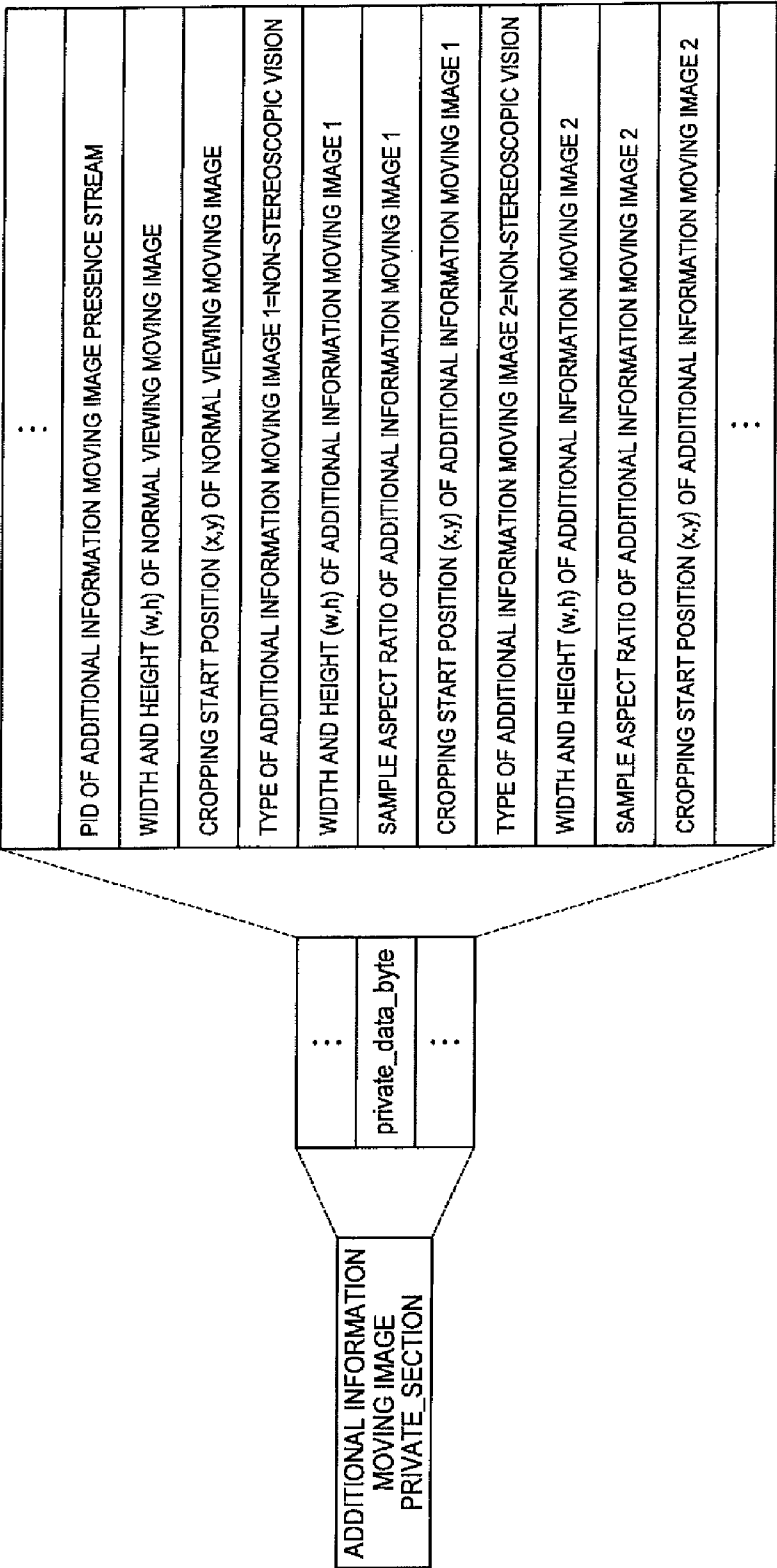 ADDITIONAL INFORMATION
MOVING IMAGE
PRIVATE_SECTION
⋮
private_data_byte
⋮
⋮
PID OF ADDITIONAL INFORMATION MOVING IMAGE PRESENCE STREAM
WIDTH AND HEIGHT (w,h) OF NORMAL VIEWING MOVING IMAGE
CROPPING START POSITION (x,y) OF NORMAL VIEWING MOVING IMAGE
TYPE OF ADDITIONAL INFORMATION MOVING IMAGE 1=NON-STEREOSCOPIC VISION
WIDTH AND HEIGHT (w,h) OF ADDITIONAL INFORMATION MOVING IMAGE 1
SAMPLE ASPECT RATIO OF ADDITIONAL INFORMATION MOVING IMAGE 1
CROPPING START POSITION (x,y) OF ADDITIONAL INFORMATION MOVING IMAGE 1
TYPE OF ADDITIONAL INFORMATION MOVING IMAGE 2=NON-STEREOSCOPIC VISION
WIDTH AND HEIGHT (w,h) OF ADDITIONAL INFORMATION MOVING IMAGE 2
SAMPLE ASPECT RATIO OF ADDITIONAL INFORMATION MOVING IMAGE 2
CROPPING START POSITION (x,y) OF ADDITIONAL INFORMATION MOVING IMAGE 2
⋮